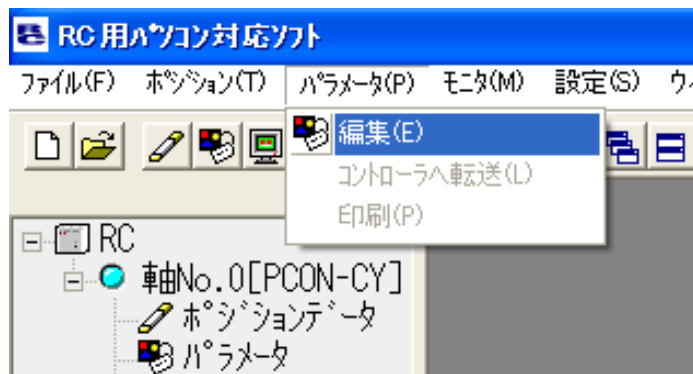 RC用ﾊﾟｿｺﾝ対応ｿﾌﾄ
ﾌｧｲﾙ(F) ﾎﾟｼﾞｼｮﾝ(T) ﾊﾟﾗﾒｰﾀ(P) ﾓﾆﾀ(M) 設定(S) ｳｨ
編集(E)
ｺﾝﾄﾛｰﾗへ転送(L)
印刷(P)
RC
軸No.0[PCON-CY]
ﾎﾟｼﾞｼｮﾝﾃﾞｰﾀ
ﾊﾟﾗﾒｰﾀ